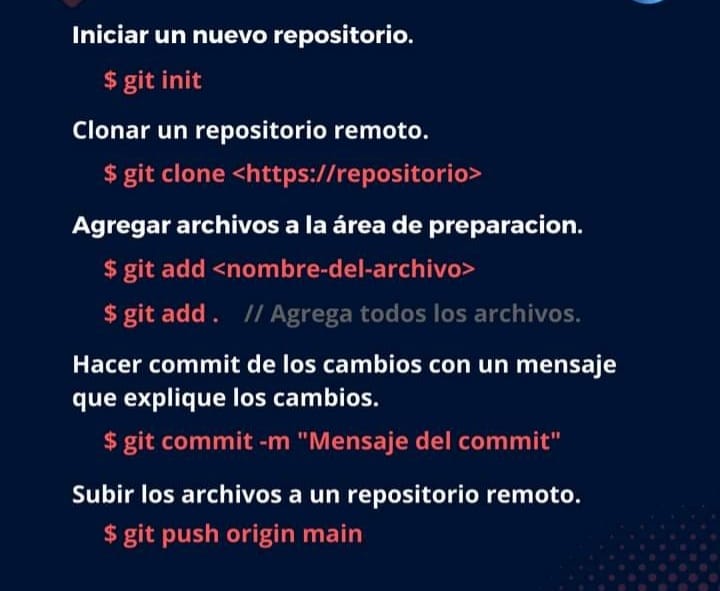 Iniciar un nuevo repositorio.
$ git init
Clonar un repositorio remoto.
$ git clone <https://repositorio>
Agregar archivos a la área de preparacion.
$ git add <nombre-del-archivo>
$ git add . // Agrega todos los archivos.
Hacer commit de los cambios con un mensaje
que explique los cambios.
$ git commit -m "Mensaje del commit"
Subir los archivos a un repositorio remoto.
$ git push origin main